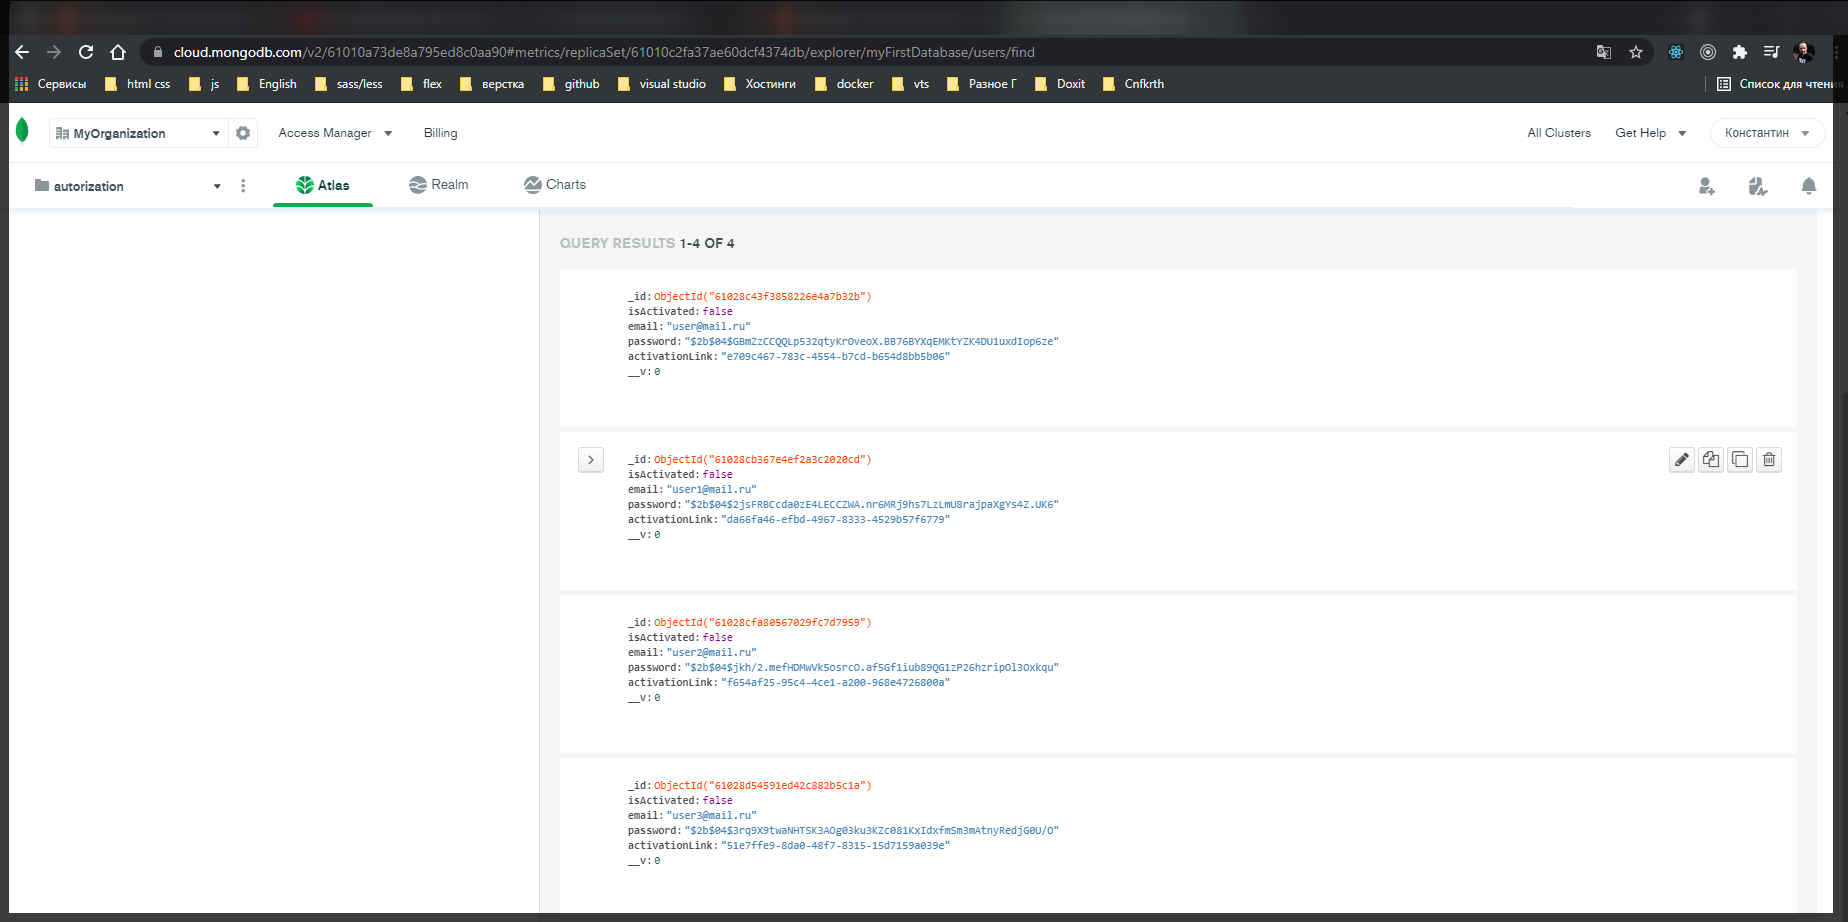 cloud.mongodb.com/v2/61010a73de8a795ed8c0aa90#metrics/replicaSet/61010c2fa37ae60dcf4374db/explorer/myFirstDatabase/users/find
Сервисы html css js English sass/less flex верстка github visual studio Хостинги docker vts Разное Г Doxit Cnfkrth Список для чтения
MyOrganization Access Manager Billing All Clusters Get Help Константин
autorization Atlas Realm Charts
QUERY RESULTS 1-4 OF 4
_id: ObjectId("61028c43f3858226e4a7b32b")
isActivated: false
email: "user@mail.ru"
password: "$2b$04$GBmZzCCQQLp532qtyKrOveoX.BB76BYXqEMKtYZK4DU1uxdIop6ze"
activationLink: "e709c467-783c-4554-b7cd-b654d8bb5b06"
__v: 0
_id: ObjectId("61028cb367e4ef2a3c2020cd")
isActivated: false
email: "user1@mail.ru"
password: "$2b$04$2jsFRBCcda0zE4LECCZWA.nr6MRj9hs7LzLmU8rajpaXgYs4Z.UK6"
activationLink: "da66fa46-efbd-4967-8333-4529b57f6779"
__v: 0
_id: ObjectId("61028cfa80567029fc7d7959")
isActivated: false
email: "user2@mail.ru"
password: "$2b$04$jkh/2.mefHDMwVk5osrcO.af5Gf1iub89QG1zP26hzripOl3Oxkqu"
activationLink: "f654af25-95c4-4ce1-a200-968e4726800a"
__v: 0
_id: ObjectId("61028d54591ed42c882b5c1a")
isActivated: false
email: "user3@mail.ru"
password: "$2b$04$3rq9X9twaNHTSK3AOg03ku3KZc081KxIdxfmSm3mAtnyRedjG0U/O"
activationLink: "51e7ffe9-8da0-48f7-8315-15d7159a039e"
__v: 0